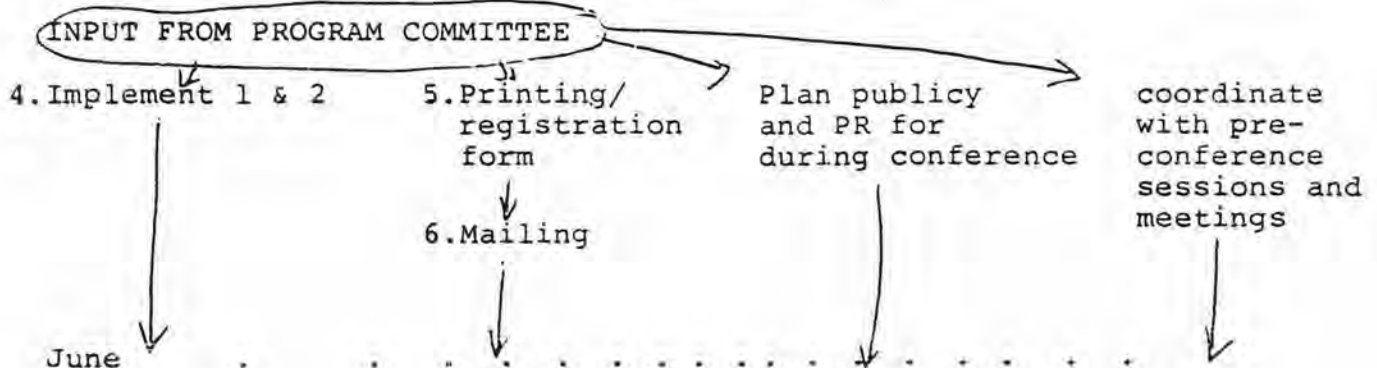 INPUT FROM PROGRAM COMMITTEE
4.Implement 1 & 2
5.Printing/
registration
form
6.Mailing
Plan publicy
and PR for
during conference
coordinate
with pre-
conference
sessions and
meetings
June